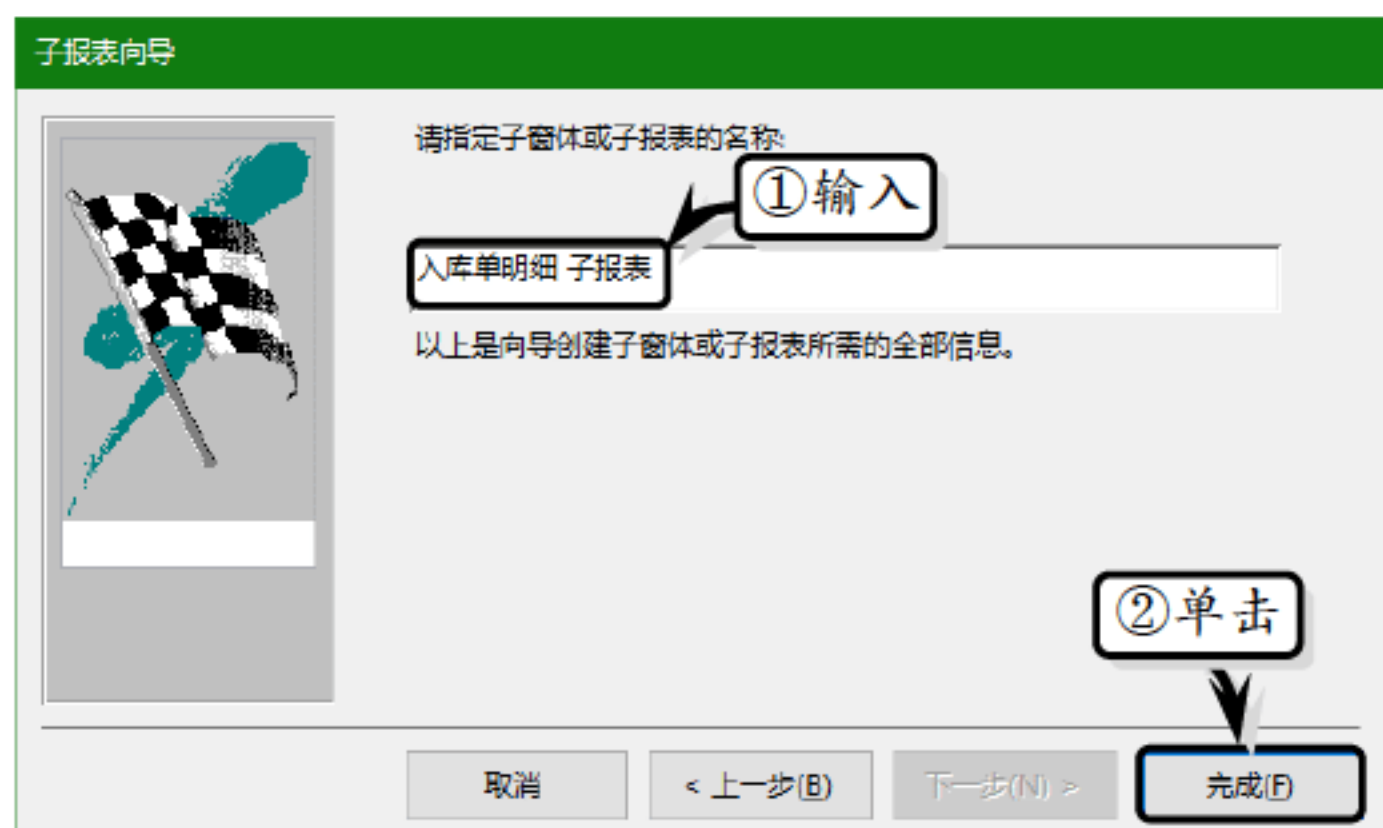 子报表向导
请指定子窗体或子报表的名称:
①输入
入库单明细 子报表
以上是向导创建子窗体或子报表所需的全部信息。
②单击
取消 < 上一步(B) 下一步(N) > 完成(F)